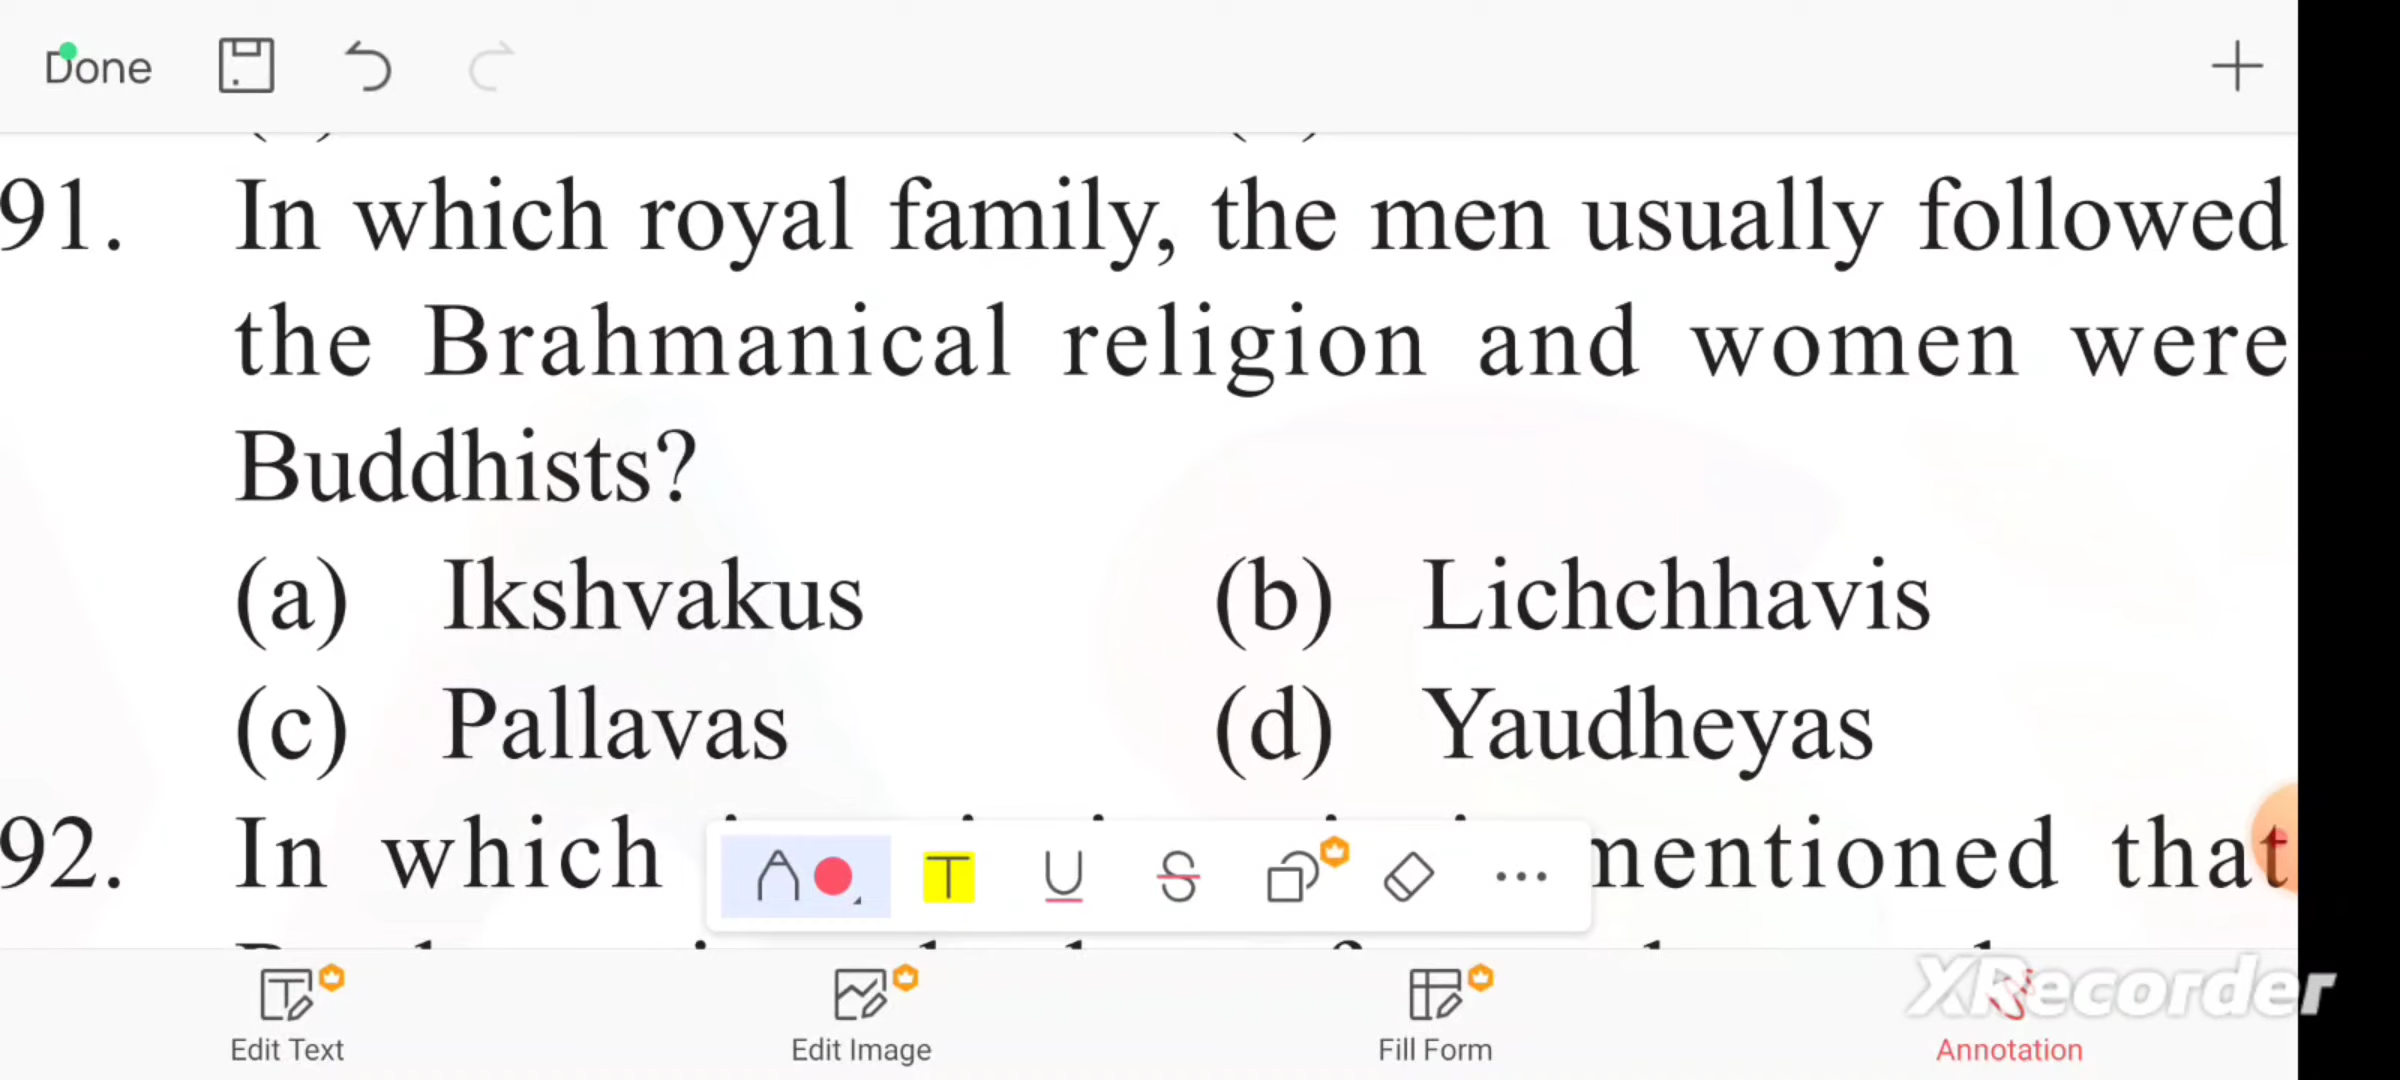 Done
91. In which royal family, the men usually followed
the Brahmanical religion and women were
Buddhists?
(a) Ikshvakus (b) Lichchhavis
(c) Pallavas (d) Yaudheyas
92. In which mentioned that
Edit Text Edit Image Fill Form Annotation
XRecorder